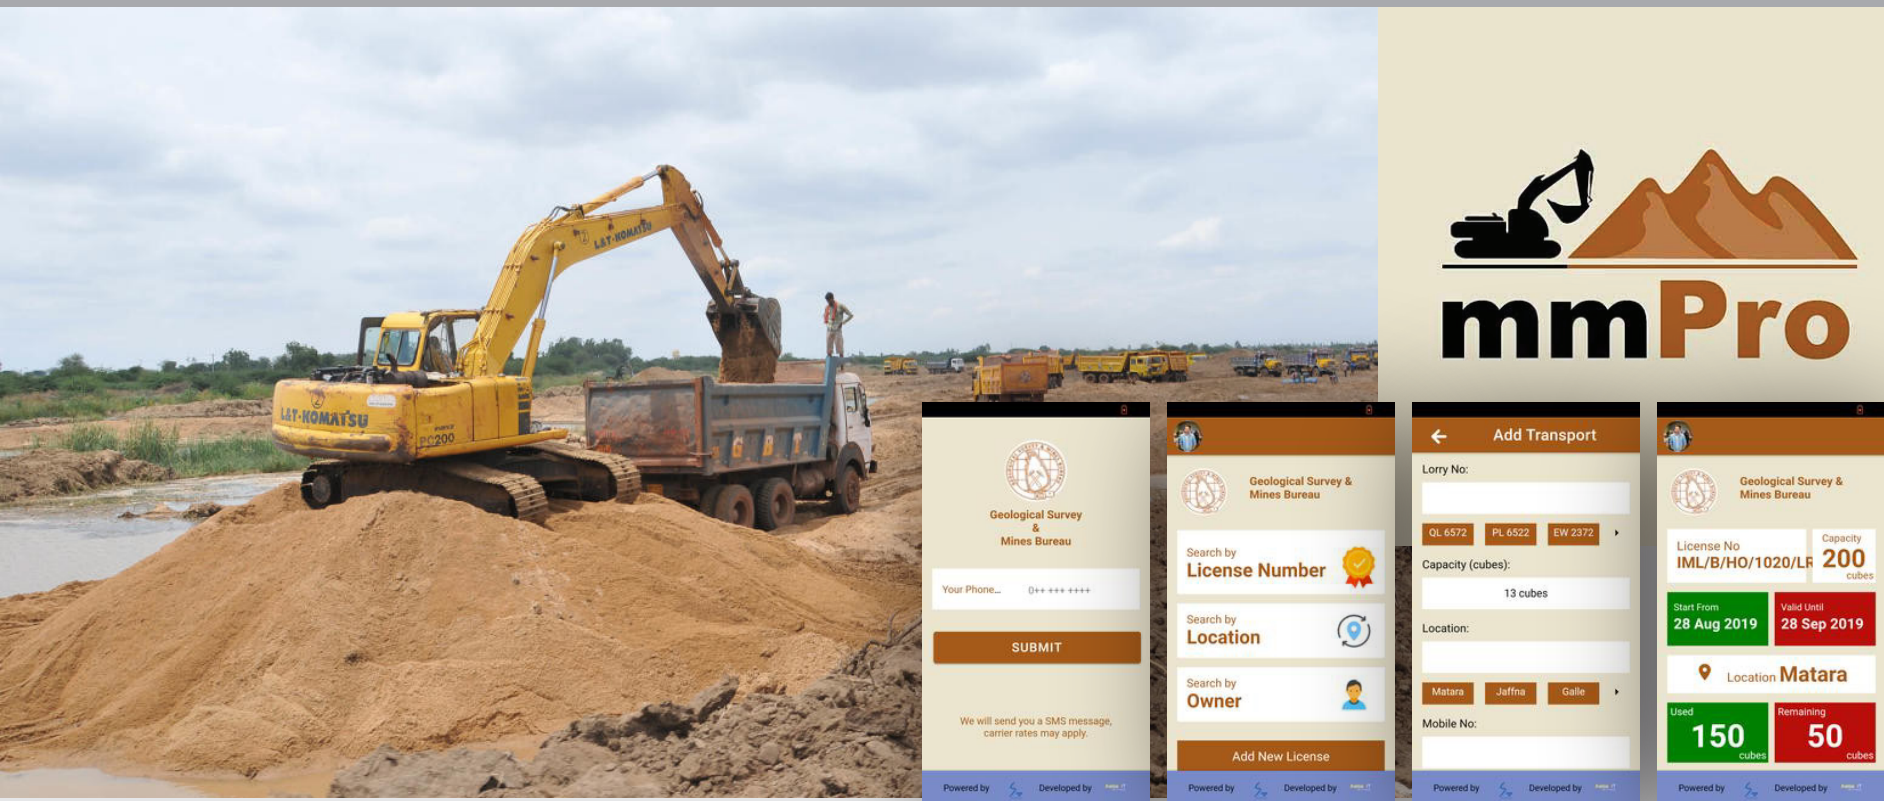 mmPro
L&T-KOMATSU
L&T-KOMATSU
PC200
Geological Survey
&
Mines Bureau
Your Phone...
0++ +++ ++++
SUBMIT
We will send you a SMS message,
carrier rates may apply.
Powered by
Developed by
Geological Survey &
Mines Bureau
Search by
License Number
Search by
Location
Search by
Owner
Add New License
Powered by
Developed by
Add Transport
Lorry No:
QL 6572
PL 6522
EW 2372
Capacity (cubes):
13 cubes
Location:
Matara
Jaffna
Galle
Mobile No:
Powered by
Developed by
Geological Survey &
Mines Bureau
License No
IML/B/HO/1020/LR
Capacity
200
cubes
Start From
28 Aug 2019
Valid Until
28 Sep 2019
Location Matara
Used
150
cubes
Remaining
50
cubes
Powered by
Developed by